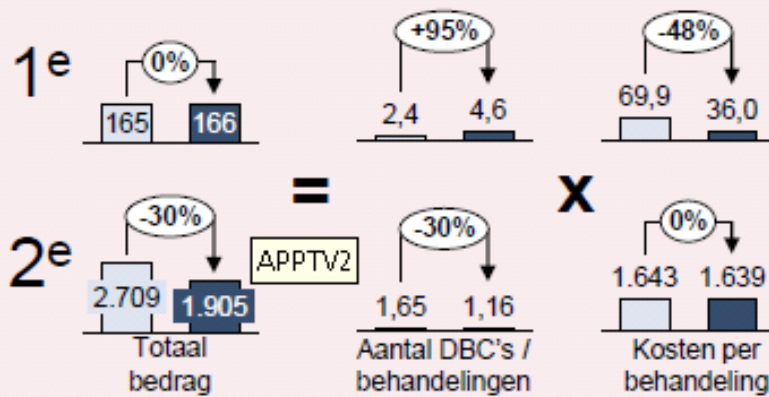 1e
0%
165 166
+95%
2,4 4,6
-48%
69,9 36,0
=
x
2e
-30%
2.709 1.905
APPTV2
-30%
1,65 1,16
0%
1.643 1.639
Totaal
bedrag
Aantal DBC's /
behandelingen
Kosten per
behandeling